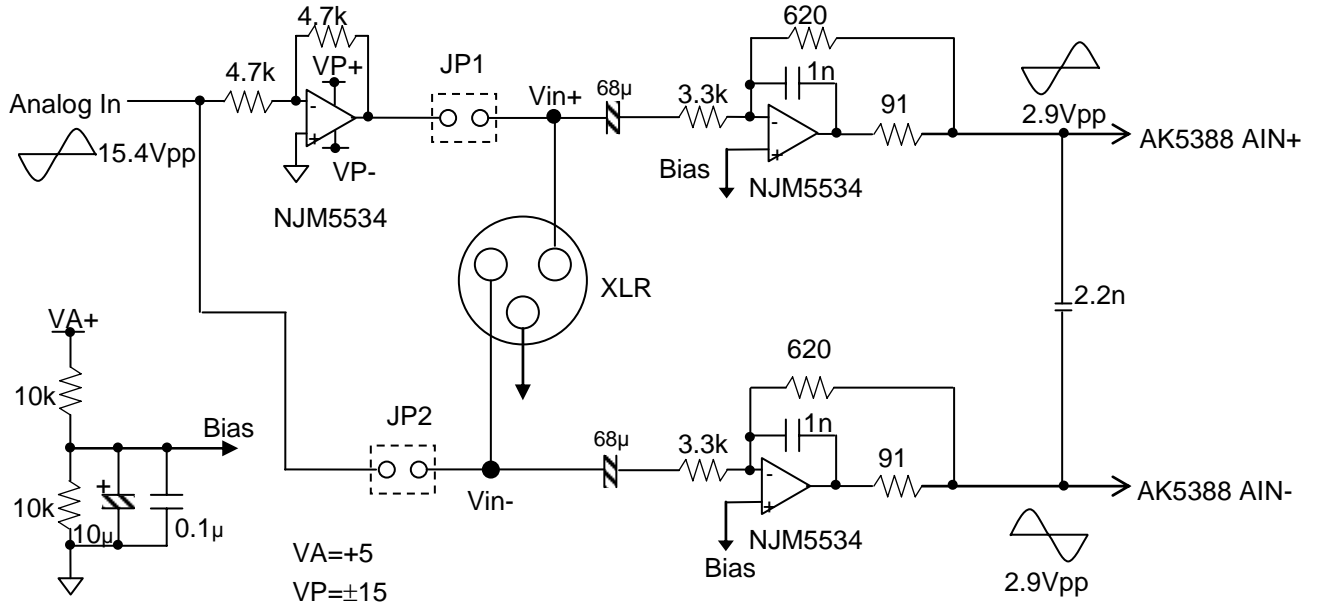 4.7k
620
4.7k
VP+
JP1
Vin+
68µ
3.3k
1n
91
2.9Vpp
Analog In
15.4Vpp
-
+
VP-
NJM5534
-
+
Bias
NJM5534
AK5388 AIN+
XLR
2.2n
VA+
10k
Bias
JP2
620
1n
68µ
3.3k
91
+
10k
10µ
0.1µ
Vin-
-
+
Bias
NJM5534
AK5388 AIN-
2.9Vpp
VA=+5
VP=±15